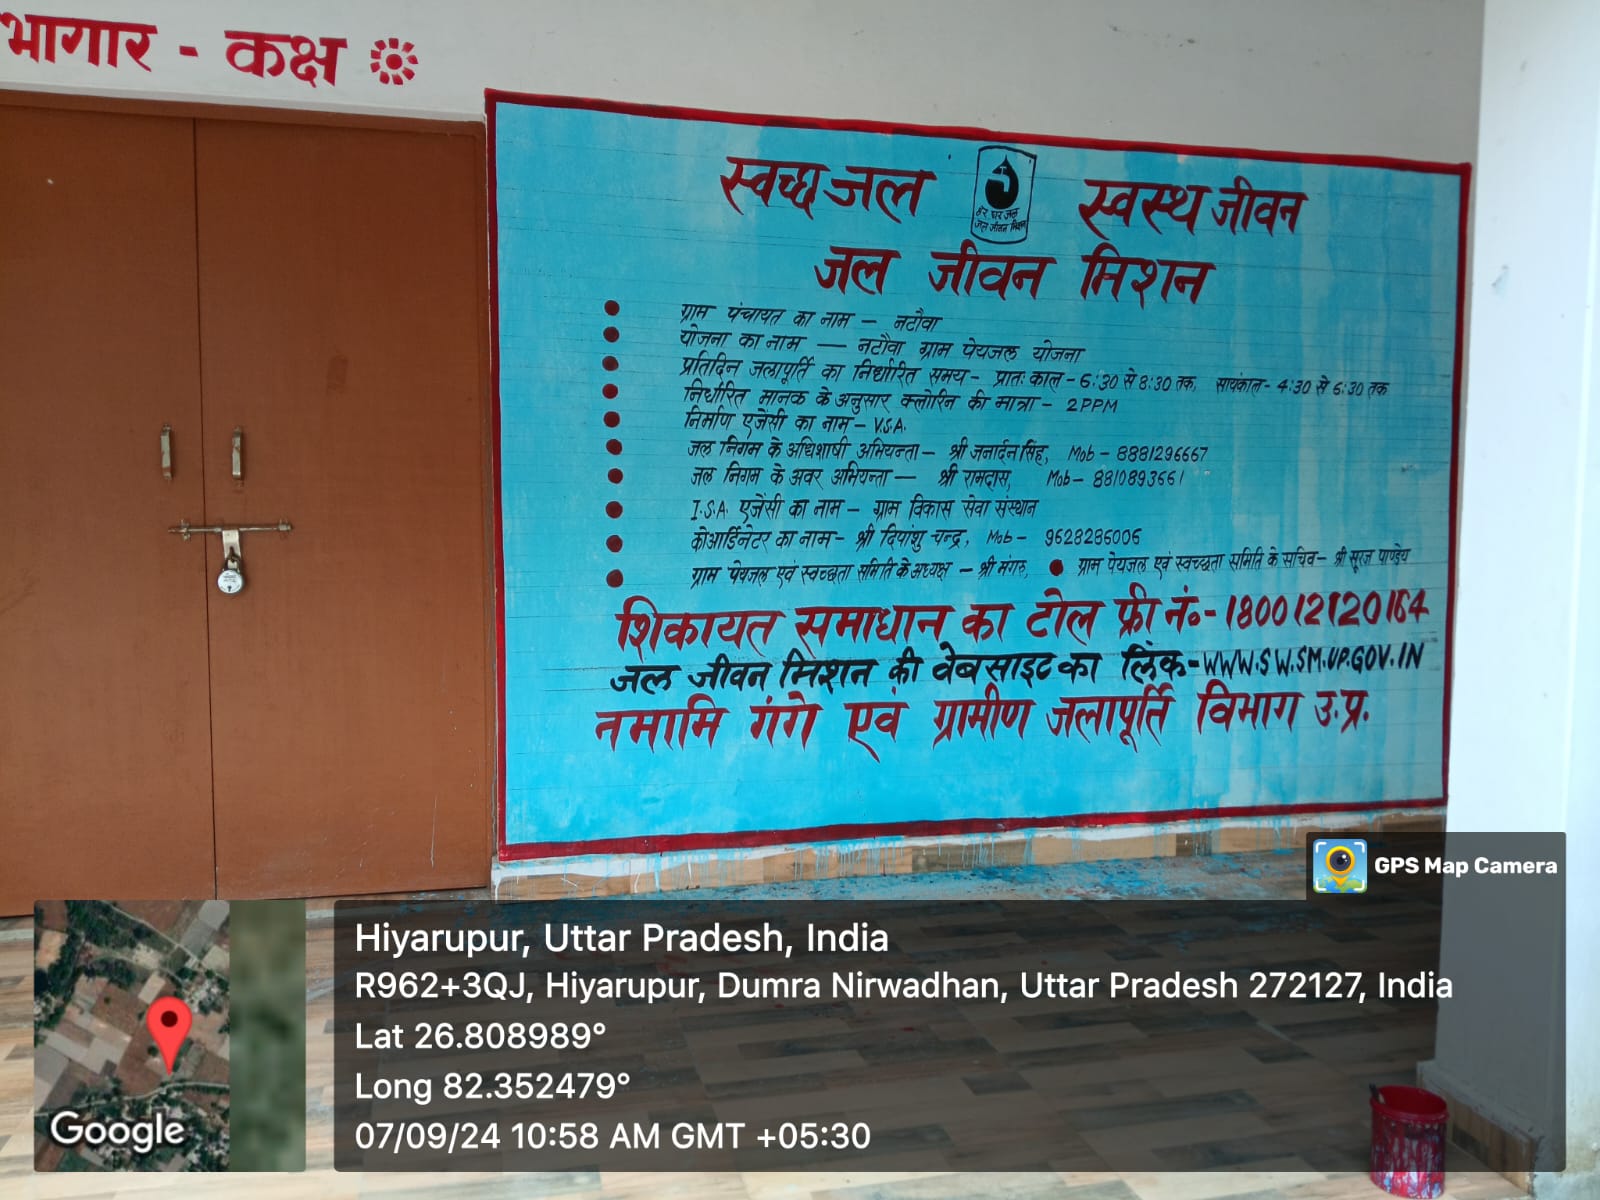 भागार - कक्ष
स्वच्छ जल स्वस्थ जीवन
हर घर जल
जल जीवन मिशन
जल जीवन मिशन
ग्राम पंचायत का नाम – नटौवा
योजना का नाम — नटौवा ग्राम पेयजल योजना
प्रतिदिन जलापूर्ति का निर्धारित समय - प्रातः काल - 6:30 से 8:30 तक, सायंकाल - 4:30 से 6:30 तक
निर्धारित मानक के अनुसार क्लोरिन की मात्रा - 2PPM
निर्माण एजेंसी का नाम - V.S.A.
जल निगम के अधिशाषी अभियन्ता – श्री जनार्दन सिंह, Mob - 8881296667
जल निगम के अवर अभियन्ता — श्री रामदास, Mob - 8810893661
I.S.A. एजेंसी का नाम – ग्राम विकास सेवा संस्थान
कोआर्डिनेटर का नाम - श्री दिपांशु चन्द्र, Mob - 9628286006
ग्राम पेयजल एवं स्वच्छता समिति के अध्यक्ष – श्री मंगरु, ● ग्राम पेयजल एवं स्वच्छता समिति के सचिव - श्री सूरज पाण्डेय
शिकायत समाधान का टोल फ्री नं॰ - 180012120164
जल जीवन मिशन की वेबसाइट का लिंक - WWW.SW.SM.UP.GOV.IN
नमामि गंगे एवं ग्रामीण जलापूर्ति विभाग उ.प्र.
GPS Map Camera
Hiyarupur, Uttar Pradesh, India
R962+3QJ, Hiyarupur, Dumra Nirwadhan, Uttar Pradesh 272127, India
Lat 26.808989°
Long 82.352479°
07/09/24 10:58 AM GMT +05:30
Google